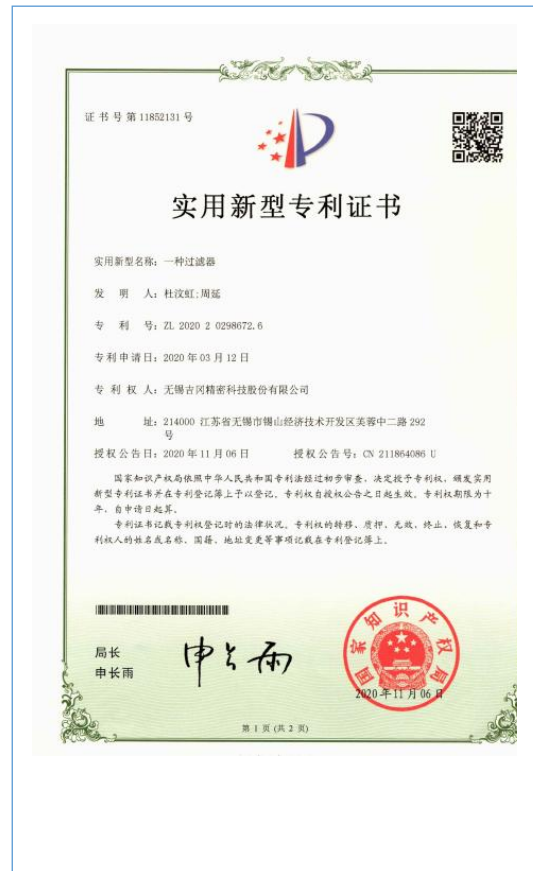 证书号第11852131号
实用新型专利证书
实用新型名称：一种过滤器
发明人：杜汶虹;周延
专利号：ZL 2020 2 0298672.6
专利申请日：2020年03月12日
专利权人：无锡吉冈精密科技股份有限公司
地址：214000 江苏省无锡市锡山经济技术开发区芙蓉中二路292
号
授权公告日：2020年11月06日 授权公告号：CN 211864086 U
国家知识产权局依照中华人民共和国专利法经过初步审查，决定授予专利权，颁发实用
新型专利证书并在专利登记簿上予以登记。专利权自授权公告之日起生效。专利权期限为十
年，自申请日起算。
专利证书记载专利权登记时的法律状况。专利权的转移、质押、无效、终止、恢复和专
利权人的姓名或名称、国籍、地址变更等事项记载在专利登记簿上。
局长
申长雨
申长雨
国家知识产权局
2020年11月06日
第 1 页 (共 2 页)